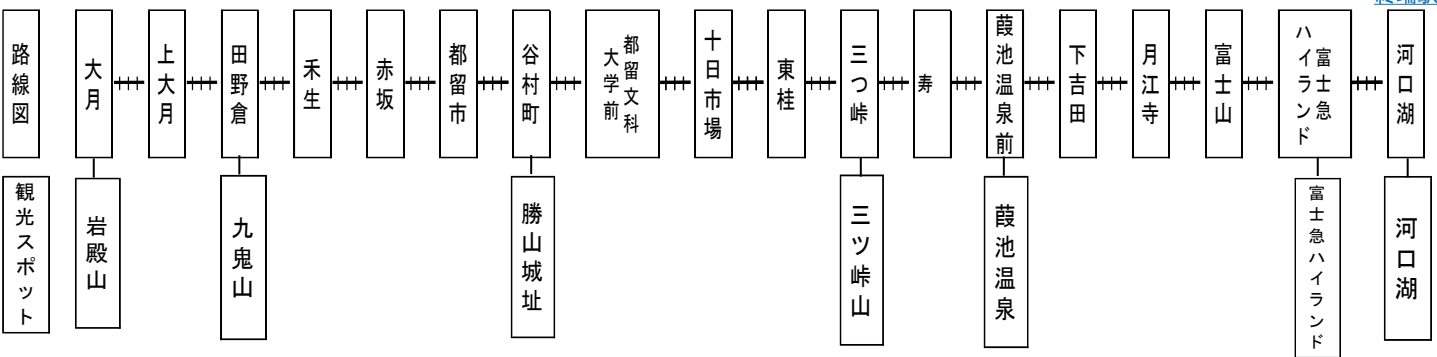 路線図
大月
上大月
田野倉
禾生
赤坂
都留市
谷村町
都留文科
大学前
十日市場
東桂
三つ峠
寿
葭池温泉前
下吉田
月江寺
富士山
富士急
ハイランド
河口湖
観光スポット
岩殿山
九鬼山
勝山城址
三ツ峠山
葭池温泉
富士急ハイランド
河口湖